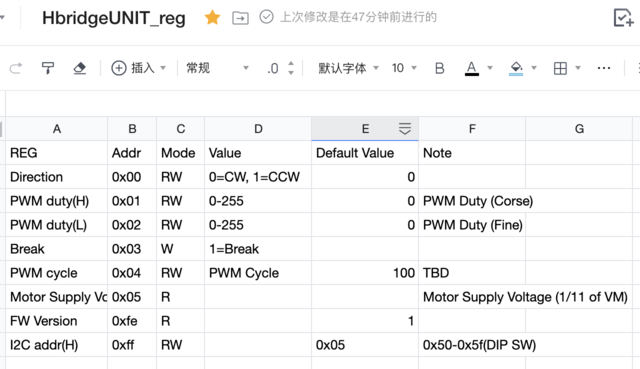 HbridgeUNIT_reg 上次修改是在47分钟前进行的
插入 常规 .0 默认字体 10 B A
A B C D E F G
REG Addr Mode Value Default Value Note
Direction 0x00 RW 0=CW, 1=CCW 0
PWM duty(H) 0x01 RW 0-255 0 PWM Duty (Corse)
PWM duty(L) 0x02 RW 0-255 0 PWM Duty (Fine)
Break 0x03 W 1=Break
PWM cycle 0x04 RW PWM Cycle 100 TBD
Motor Supply Vo 0x05 R Motor Supply Voltage (1/11 of VM)
FW Version 0xfe R 1
I2C addr(H) 0xff RW 0x05 0x50-0x5f(DIP SW)